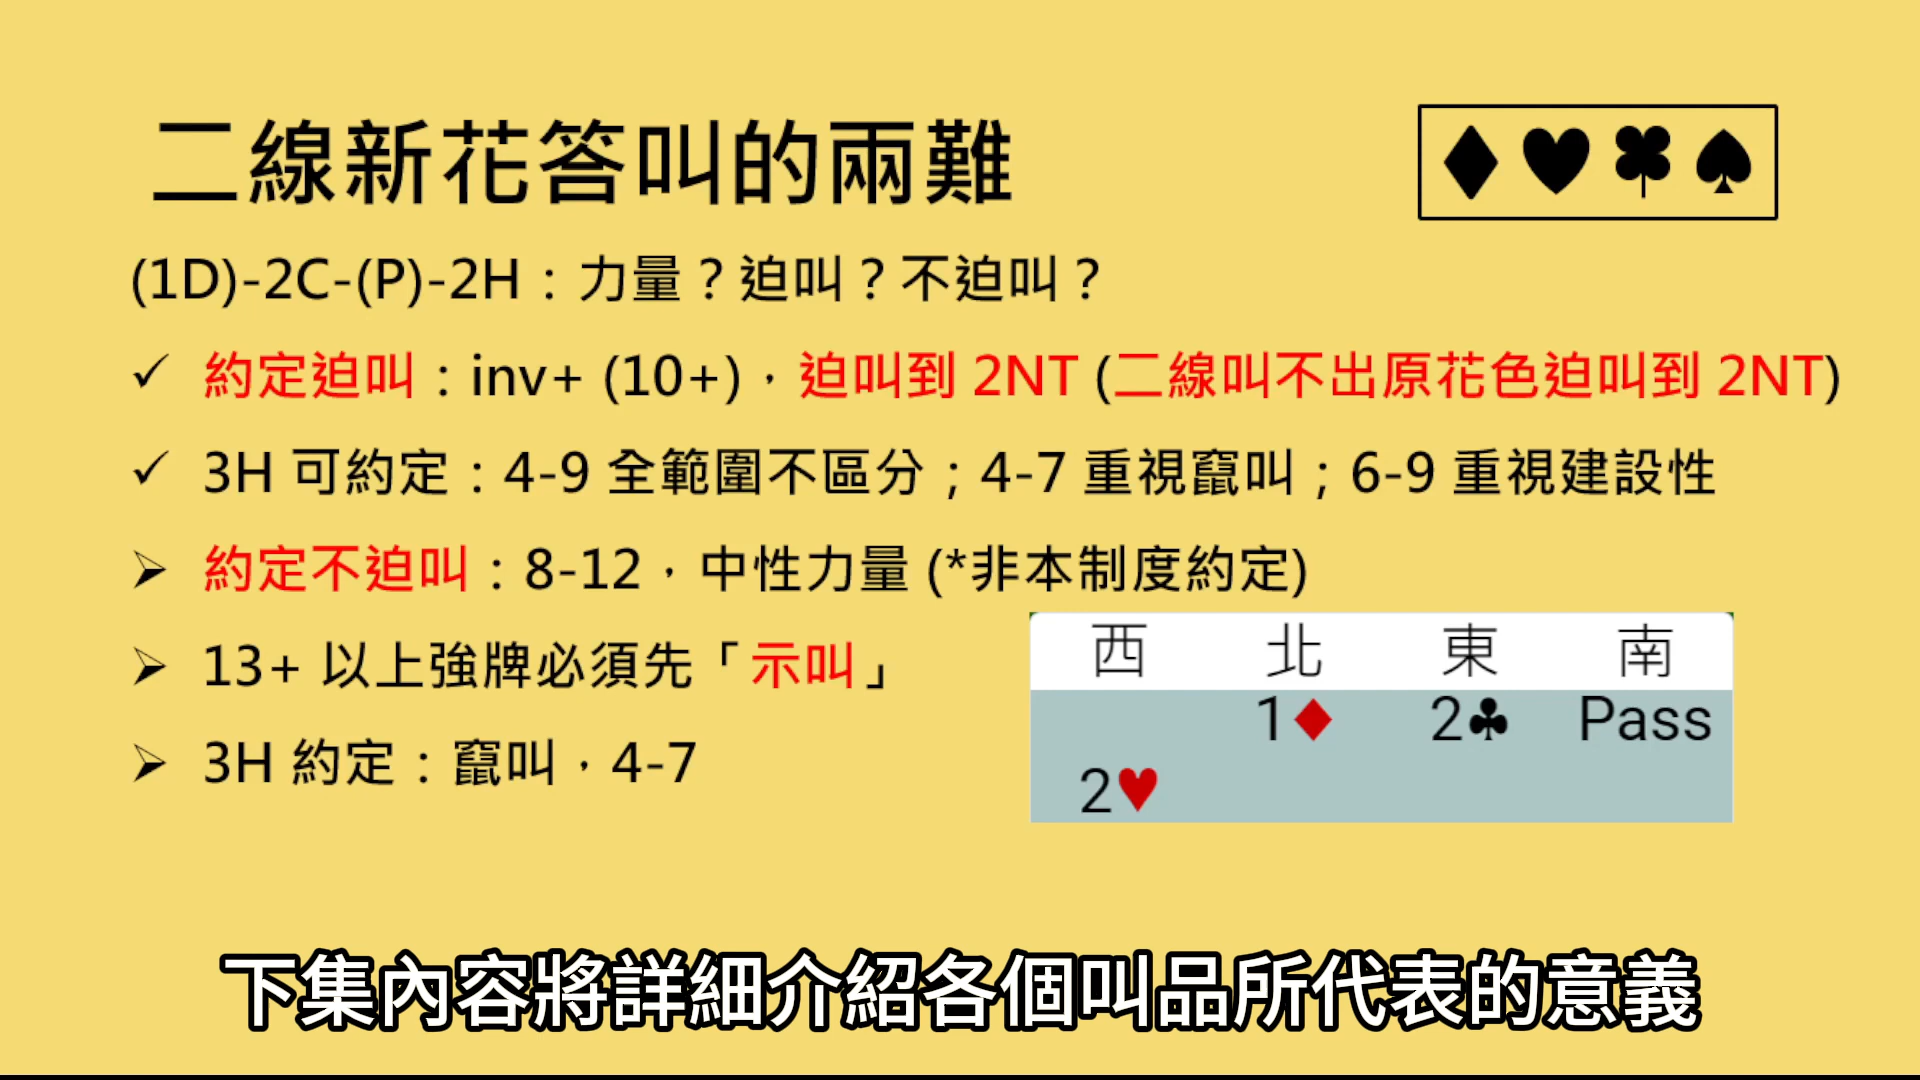 二線新花答叫的兩難
♦♥♣♠
(1D)-2C-(P)-2H：力量？迫叫？不迫叫？
✓ 約定迫叫：inv+ (10+)，迫叫到 2NT (二線叫不出原花色迫叫到 2NT)
✓ 3H 可約定：4-9 全範圍不區分；4-7 重視竄叫；6-9 重視建設性
➢ 約定不迫叫：8-12，中性力量 (*非本制度約定)
➢ 13+ 以上強牌必須先「示叫」
➢ 3H 約定：竄叫，4-7
西 北 東 南
1♦ 2♣ Pass
2♥
下集內容將詳細介紹各個叫品所代表的意義